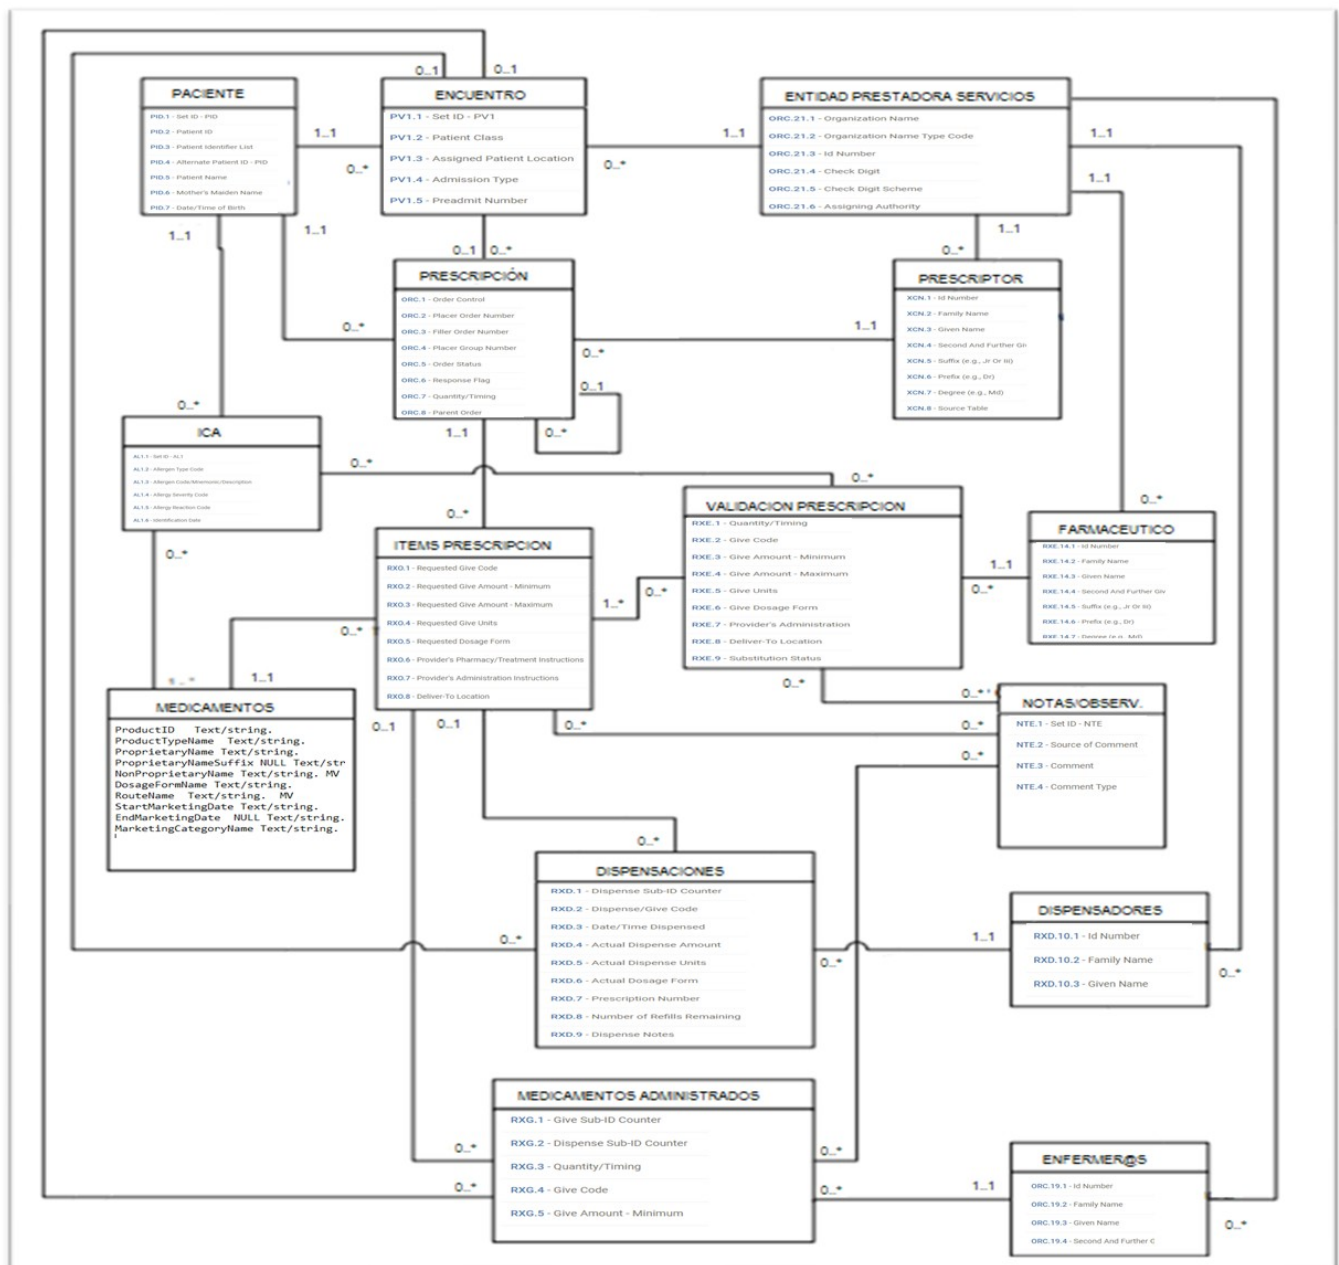 0..1
0..1
PACIENTE
PID.1 - Set ID - PID
PID.2 - Patient ID
PID.3 - Patient Identifier List
PID.4 - Alternate Patient ID - PID
PID.5 - Patient Name
PID.6 - Mother's Maiden Name
PID.7 - Date/Time of Birth
1..1
0..*
ENCUENTRO
PV1.1 - Set ID - PV1
PV1.2 - Patient Class
PV1.3 - Assigned Patient Location
PV1.4 - Admission Type
PV1.5 - Preadmit Number
0..*
1..1
ENTIDAD PRESTADORA SERVICIOS
ORC.21.1 - Organization Name
ORC.21.2 - Organization Name Type Code
ORC.21.3 - Id Number
ORC.21.4 - Check Digit
ORC.21.5 - Check Digit Scheme
ORC.21.6 - Assigning Authority
1..1
1..1
1..1
1..1
1..1
0..1
0..*
0..*
PRESCRIPCIÓN
ORC.1 - Order Control
ORC.2 - Placer Order Number
ORC.3 - Filler Order Number
ORC.4 - Placer Group Number
ORC.5 - Order Status
ORC.6 - Response Flag
ORC.7 - Quantity/Timing
ORC.8 - Parent Order
0..*
0..*
1..1
0..1
0..*
1..1
PRESCRIPTOR
XCN.1 - Id Number
XCN.2 - Family Name
XCN.3 - Given Name
XCN.4 - Second And Further Giv
XCN.5 - Suffix (e.g., Jr Or Iii)
XCN.6 - Prefix (e.g., Dr)
XCN.7 - Degree (e.g., Md)
XCN.8 - Source Table
0..*
ICA
AL1.1 - Set ID - AL1
AL1.2 - Allergen Type Code
AL1.3 - Allergen Code/Mnemonic/Description
AL1.4 - Allergy Severity Code
AL1.5 - Allergy Reaction Code
AL1.6 - Identification Date
0..*
0..*
0..*
0..*
0..*
ITEMS PRESCRIPCION
RXO.1 - Requested Give Code
RXO.2 - Requested Give Amount - Minimum
RXO.3 - Requested Give Amount - Maximum
RXO.4 - Requested Give Units
RXO.5 - Requested Dosage Form
RXO.6 - Provider's Pharmacy/Treatment Instructions
RXO.7 - Provider's Administration Instructions
RXO.8 - Deliver-To Location
1..*
0..*
VALIDACION PRESCRIPCION
RXE.1 - Quantity/Timing
RXE.2 - Give Code
RXE.3 - Give Amount - Minimum
RXE.4 - Give Amount - Maximum
RXE.5 - Give Units
RXE.6 - Give Dosage Form
RXE.7 - Provider's Administration
RXE.8 - Deliver-To Location
RXE.9 - Substitution Status
1..1
0..*
FARMACEUTICO
RXE.14.1 - Id Number
RXE.14.2 - Family Name
RXE.14.3 - Given Name
RXE.14.4 - Second And Further Giv
RXE.14.5 - Suffix (e.g., Jr Or Iii)
RXE.14.6 - Prefix (e.g., Dr)
RXE.14.7 - Degree (e.g., Md)
0..*
1..1
MEDICAMENTOS
ProductID Text/string.
ProductTypeName Text/string.
ProprietaryName Text/string.
ProprietaryNameSuffix NULL Text/str
NonProprietaryName Text/string. MV
DosageFormName Text/string.
RouteName Text/string. MV
StartMarketingDate Text/string.
EndMarketingDate NULL Text/string.
MarketingCategoryName Text/string.
0..1
0..1
0..*
0..*
0..*
0..*
0..*
NOTAS/OBSERV.
NTE.1 - Set ID - NTE
NTE.2 - Source of Comment
NTE.3 - Comment
NTE.4 - Comment Type
0..*
0..*
DISPENSACIONES
RXD.1 - Dispense Sub-ID Counter
RXD.2 - Dispense/Give Code
RXD.3 - Date/Time Dispensed
RXD.4 - Actual Dispense Amount
RXD.5 - Actual Dispense Units
RXD.6 - Actual Dosage Form
RXD.7 - Prescription Number
RXD.8 - Number of Refills Remaining
RXD.9 - Dispense Notes
0..*
1..1
DISPENSADORES
RXD.10.1 - Id Number
RXD.10.2 - Family Name
RXD.10.3 - Given Name
0..*
MEDICAMENTOS ADMINISTRADOS
RXG.1 - Give Sub-ID Counter
RXG.2 - Dispense Sub-ID Counter
RXG.3 - Quantity/Timing
RXG.4 - Give Code
RXG.5 - Give Amount - Minimum
0..*
0..*
0..*
0..*
1..1
ENFERMER@S
ORC.19.1 - Id Number
ORC.19.2 - Family Name
ORC.19.3 - Given Name
ORC.19.4 - Second And Further G
0..*